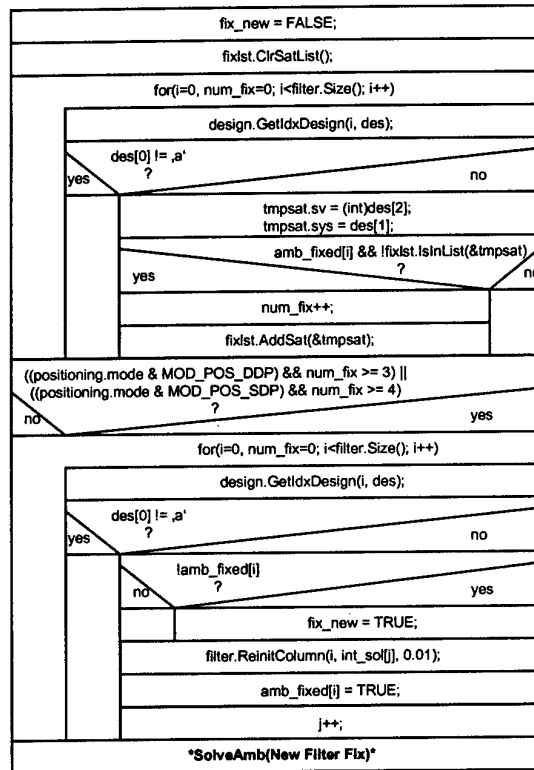 fix_new = FALSE;
fixlst.ClrSatList();
for(i=0, num_fix=0; i<filter.Size(); i++)
design.GetIdxDesign(i, des);
des[0] != ‚a‘
?
yes
no
tmpsat.sv = (int)des[2];
tmpsat.sys = des[1];
amb_fixed[i] && !fixlst.IsInList(&tmpsat)
?
yes
no
num_fix++;
fixlst.AddSat(&tmpsat);
((positioning.mode & MOD_POS_DDP) && num_fix >= 3) ||
((positioning.mode & MOD_POS_SDP) && num_fix >= 4)
?
no
yes
for(i=0, num_fix=0; i<filter.Size(); i++)
design.GetIdxDesign(i, des);
des[0] != ‚a‘
?
yes
no
!amb_fixed[i]
?
no
yes
fix_new = TRUE;
filter.ReinitColumn(i, int_sol[j], 0.01);
amb_fixed[i] = TRUE;
j++;
*SolveAmb(New Filter Fix)*